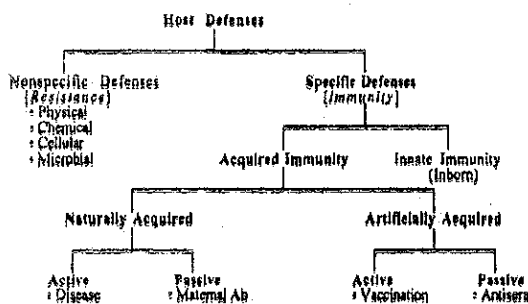 Host Defenses
Nonspecific Defenses
[Resistance]
• Physical
• Chemical
• Cellular
• Microbial
Specific Defenses
[Immunity]
Acquired Immunity
Innate Immunity
(Inborn)
Naturally Acquired
Artificially Acquired
Active
• Disease
Passive
• Maternal Ab
Active
• Vaccination
Passive
• Antisera